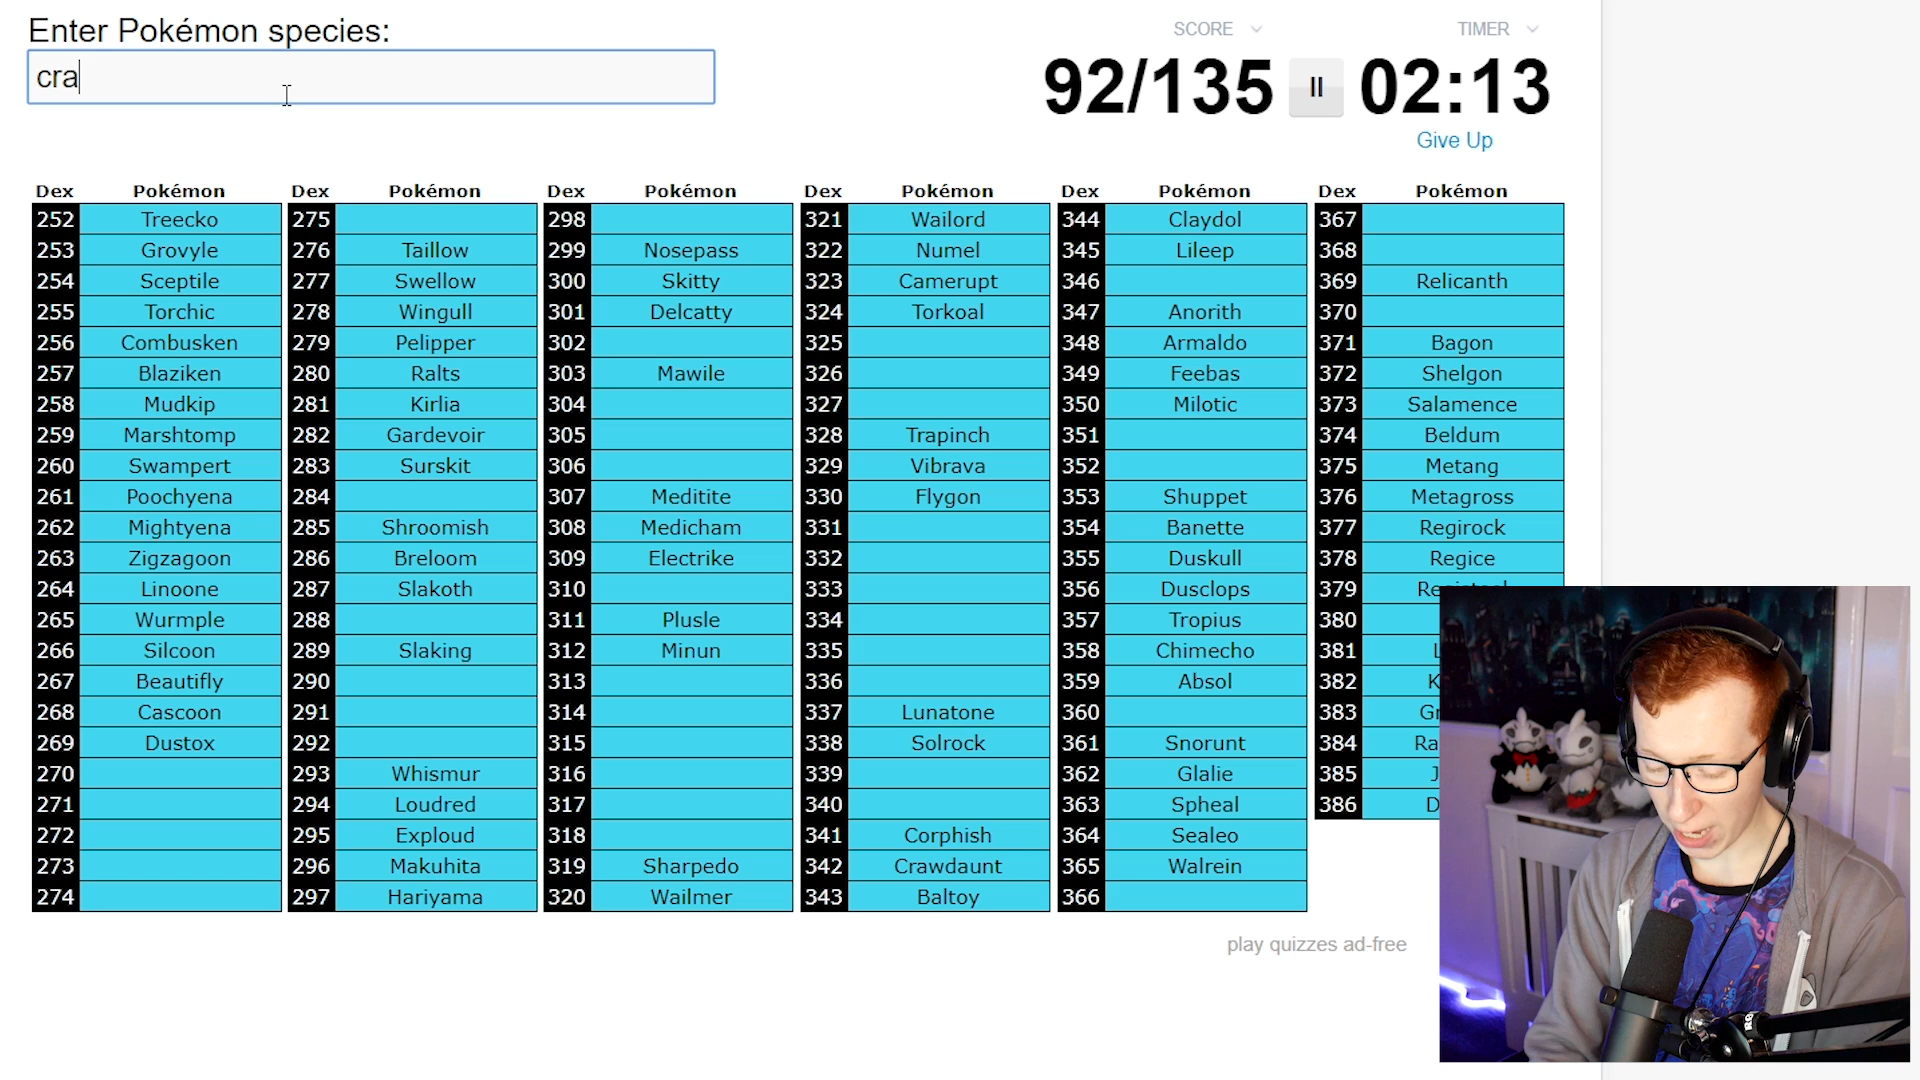 Enter Pokémon species:
cra
SCORE
TIMER
92/135
02:13
Give Up
Dex Pokémon Dex Pokémon Dex Pokémon Dex Pokémon Dex Pokémon Dex Pokémon
252 Treecko 275 298 321 Wailord 344 Claydol 367
253 Grovyle 276 Taillow 299 Nosepass 322 Numel 345 Lileep 368
254 Sceptile 277 Swellow 300 Skitty 323 Camerupt 346 369 Relicanth
255 Torchic 278 Wingull 301 Delcatty 324 Torkoal 347 Anorith 370
256 Combusken 279 Pelipper 302 325 348 Armaldo 371 Bagon
257 Blaziken 280 Ralts 303 Mawile 326 349 Feebas 372 Shelgon
258 Mudkip 281 Kirlia 304 327 350 Milotic 373 Salamence
259 Marshtomp 282 Gardevoir 305 328 Trapinch 351 374 Beldum
260 Swampert 283 Surskit 306 329 Vibrava 352 375 Metang
261 Poochyena 284 307 Meditite 330 Flygon 353 Shuppet 376 Metagross
262 Mightyena 285 Shroomish 308 Medicham 331 354 Banette 377 Regirock
263 Zigzagoon 286 Breloom 309 Electrike 332 355 Duskull 378 Regice
264 Linoone 287 Slakoth 310 333 356 Dusclops 379
265 Wurmple 288 311 Plusle 334 357 Tropius 380
266 Silcoon 289 Slaking 312 Minun 335 358 Chimecho 381
267 Beautifly 290 313 336 359 Absol 382
268 Cascoon 291 314 337 Lunatone 360 383
269 Dustox 292 315 338 Solrock 361 Snorunt 384
270 293 Whismur 316 339 362 Glalie 385
271 294 Loudred 317 340 363 Spheal 386
272 295 Exploud 318 341 Corphish 364 Sealeo
273 296 Makuhita 319 Sharpedo 342 Crawdaunt 365 Walrein
274 297 Hariyama 320 Wailmer 343 Baltoy 366
play quizzes ad-free